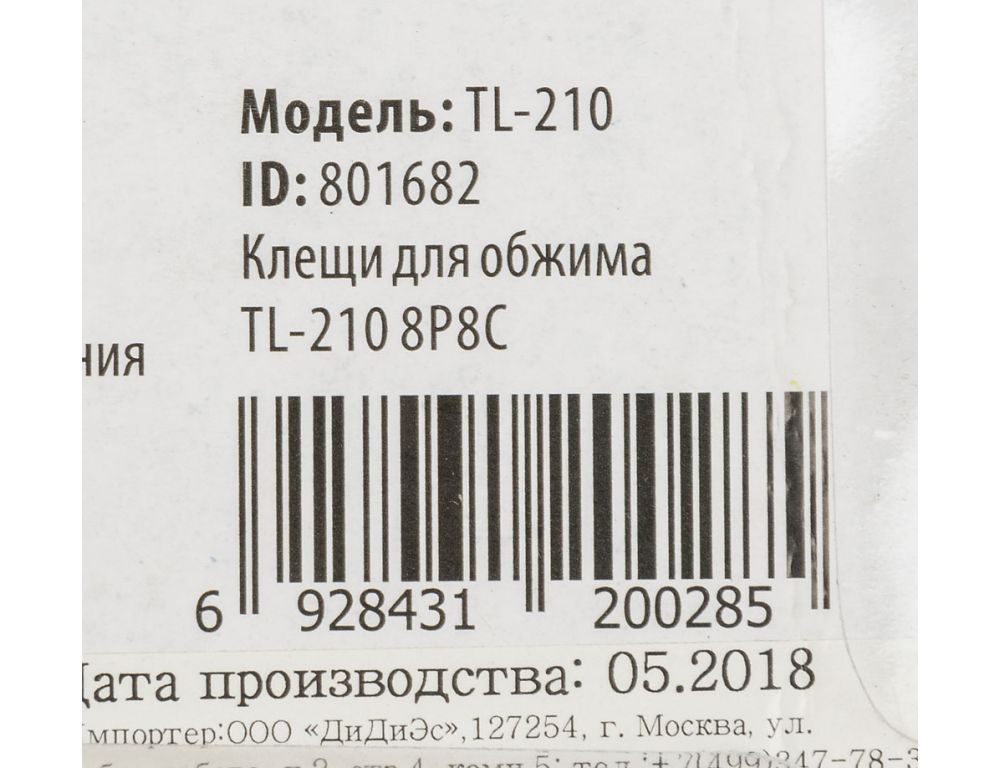 Модель: TL-210
ID: 801682
Клещи для обжима
TL-210 8P8C
ния
6 928431 200285
Дата производства: 05.2018
Импортер:ООО «ДиДиЭс»,127254, г. Москва, ул.